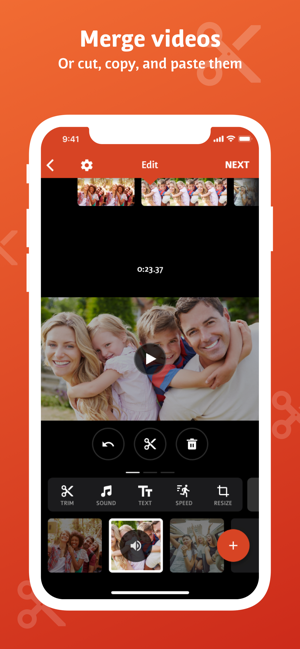 Merge videos
Or cut, copy, and paste them
9:41
Edit
NEXT
0:23.37
TRIM
SOUND
TEXT
SPEED
RESIZE